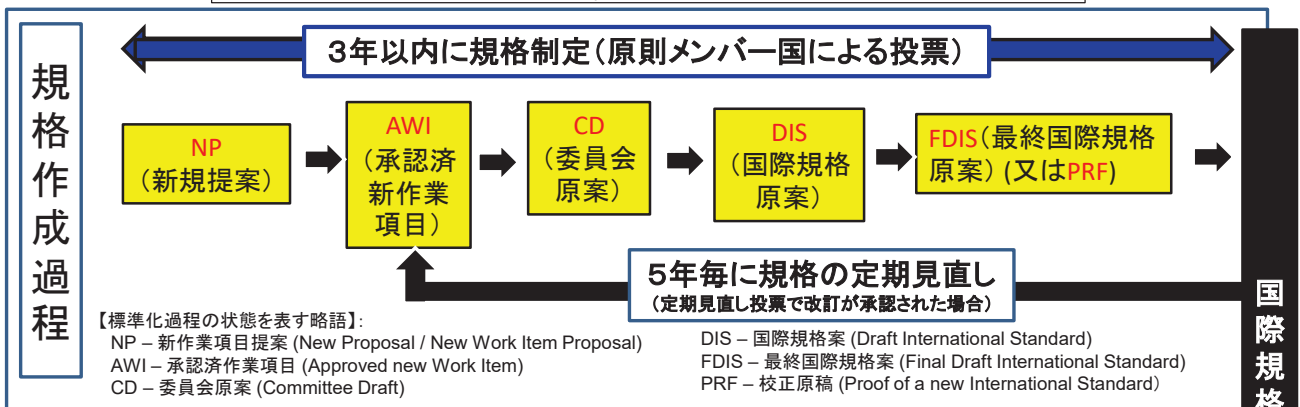 規格作成過程
3年以内に規格制定(原則メンバー国による投票)
NP
(新規提案)
AWI
(承認済
新作業
項目)
CD
(委員会
原案)
DIS
(国際規格
原案)
FDIS(最終国際規格
原案) (又はPRF)
5年毎に規格の定期見直し
(定期見直し投票で改訂が承認された場合)
国際規格
【標準化過程の状態を表す略語】:
NP – 新作業項目提案 (New Proposal / New Work Item Proposal)
AWI – 承認済作業項目 (Approved new Work Item)
CD – 委員会原案 (Committee Draft)
DIS – 国際規格案 (Draft International Standard)
FDIS – 最終国際規格案 (Final Draft International Standard)
PRF – 校正原稿 (Proof of a new International Standard)